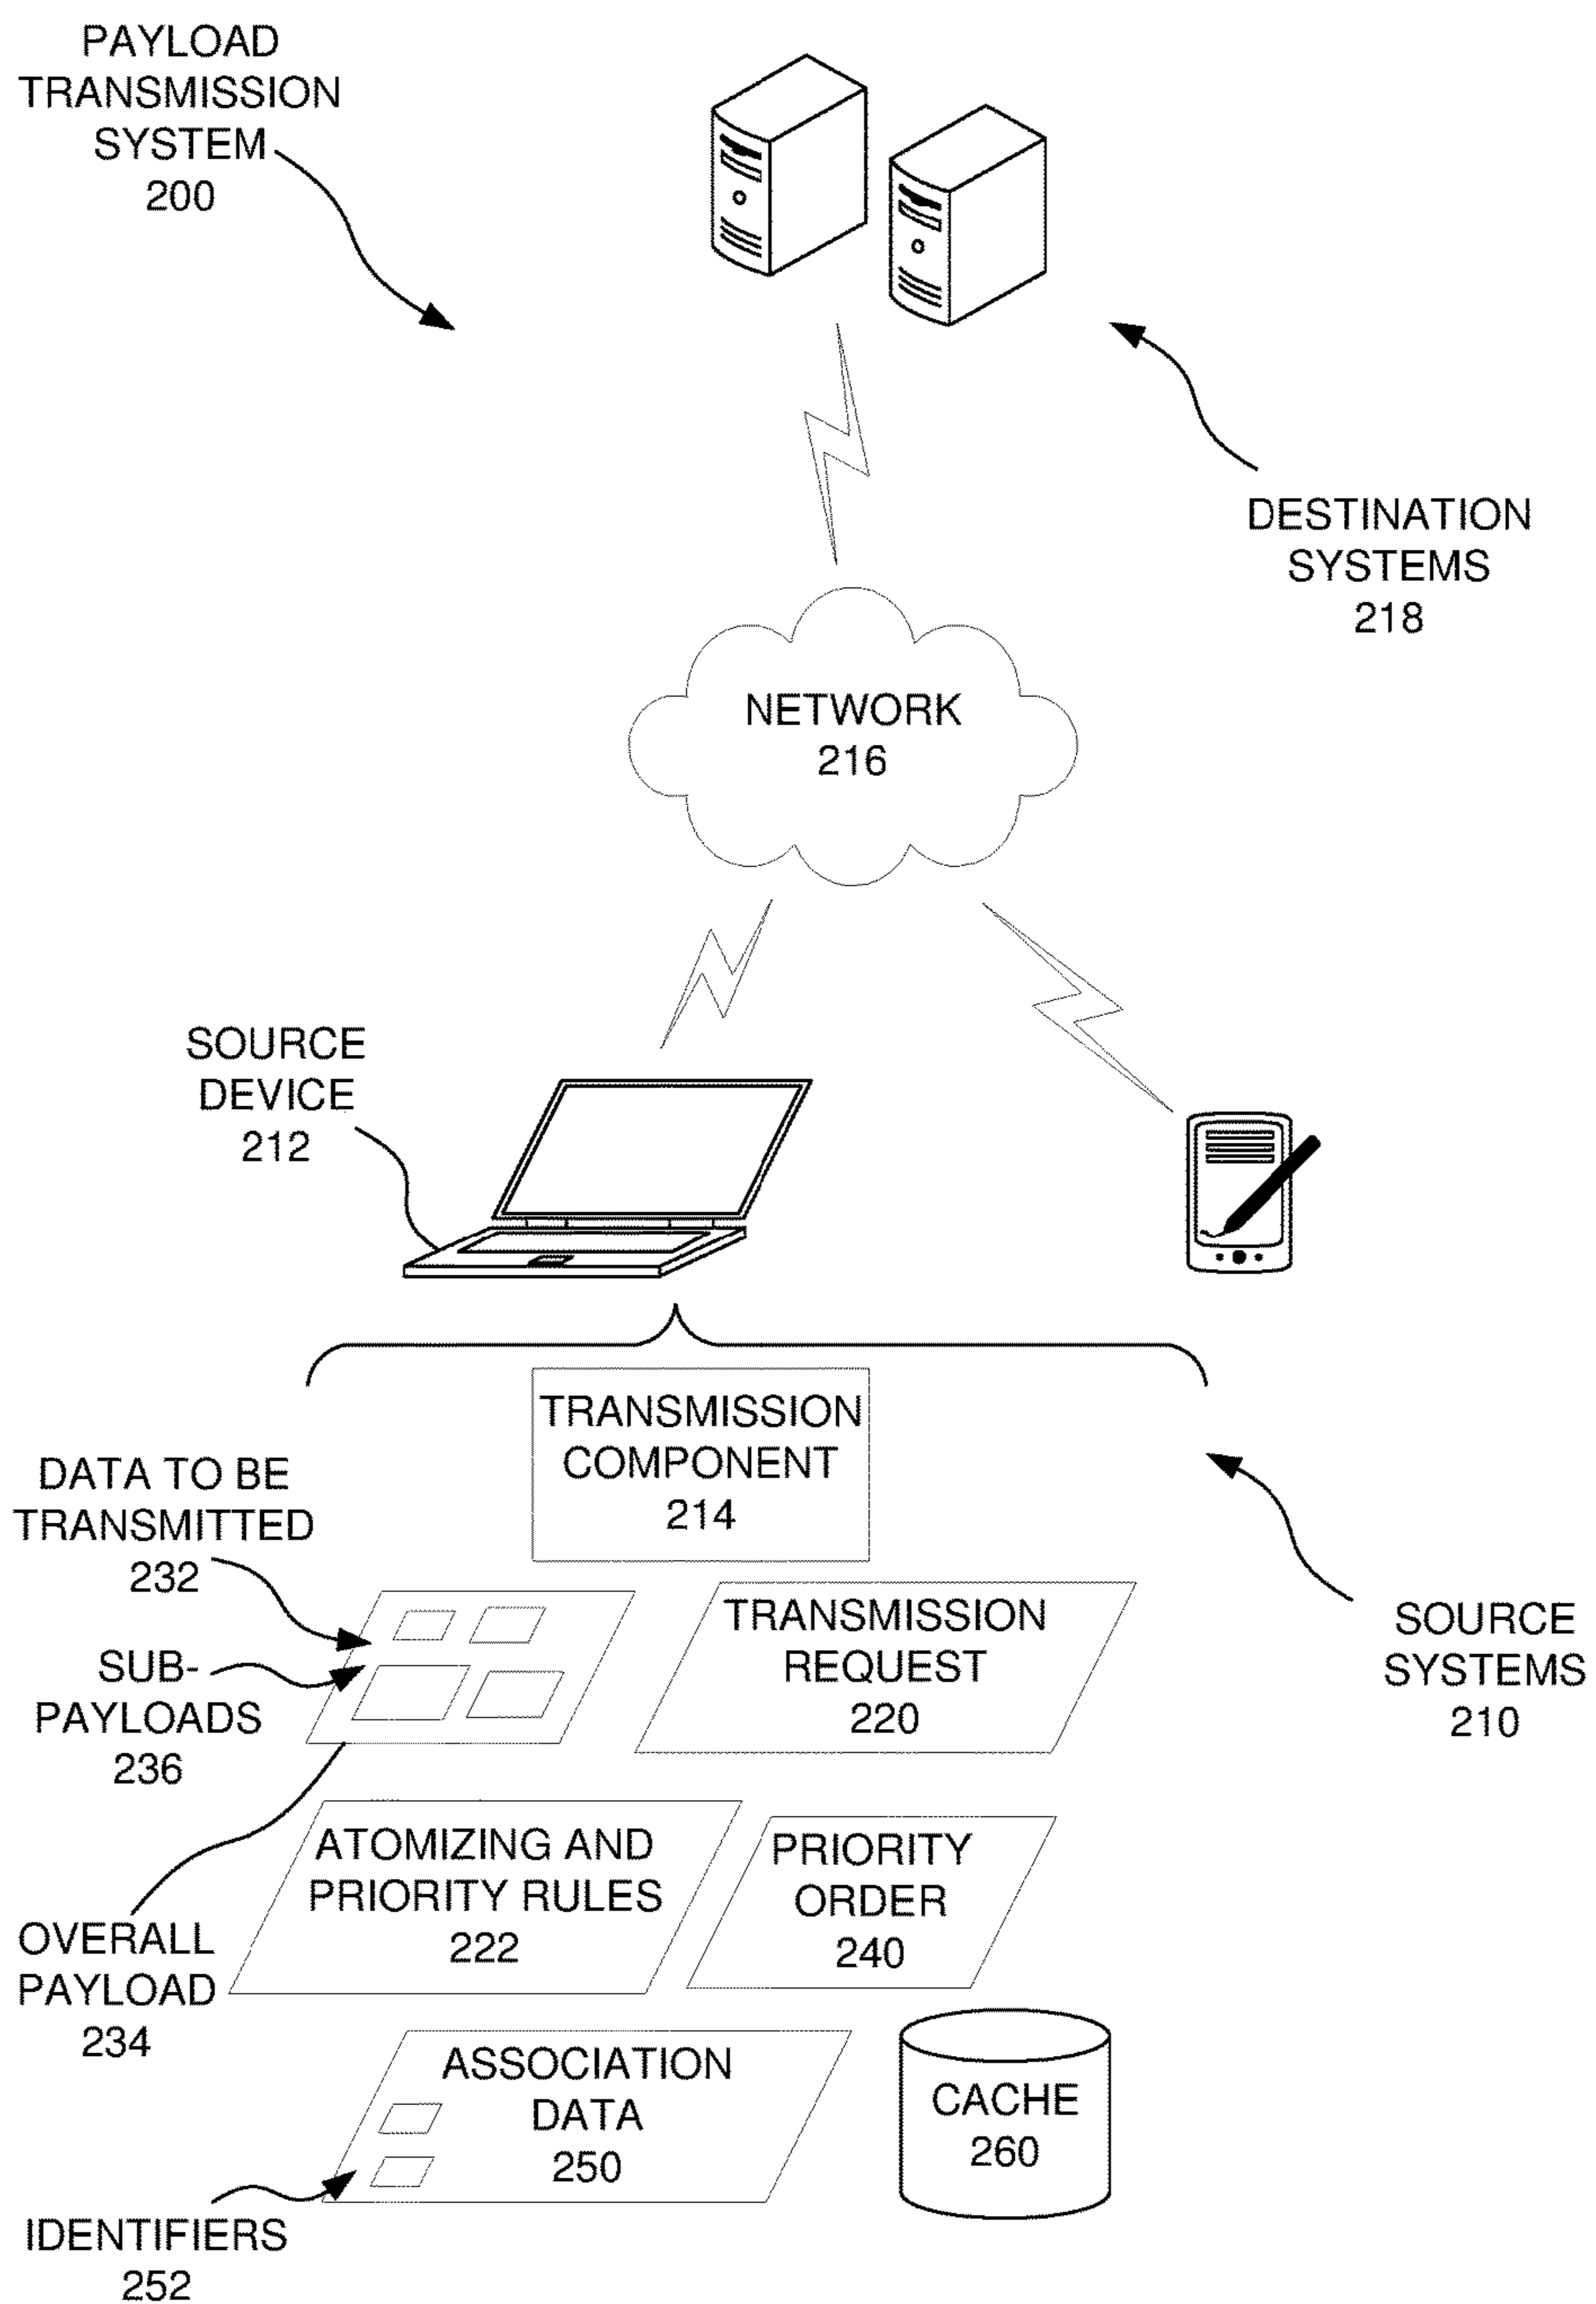 PAYLOAD
TRANSMISSION
SYSTEM
200
DESTINATION
SYSTEMS
218
NETWORK
216
SOURCE
DEVICE
212
TRANSMISSION
COMPONENT
214
DATA TO BE
TRANSMITTED
232
SUB-
PAYLOADS
236
TRANSMISSION
REQUEST
220
SOURCE
SYSTEMS
210
ATOMIZING AND
PRIORITY RULES
222
PRIORITY
ORDER
240
OVERALL
PAYLOAD
234
ASSOCIATION
DATA
250
CACHE
260
IDENTIFIERS
252